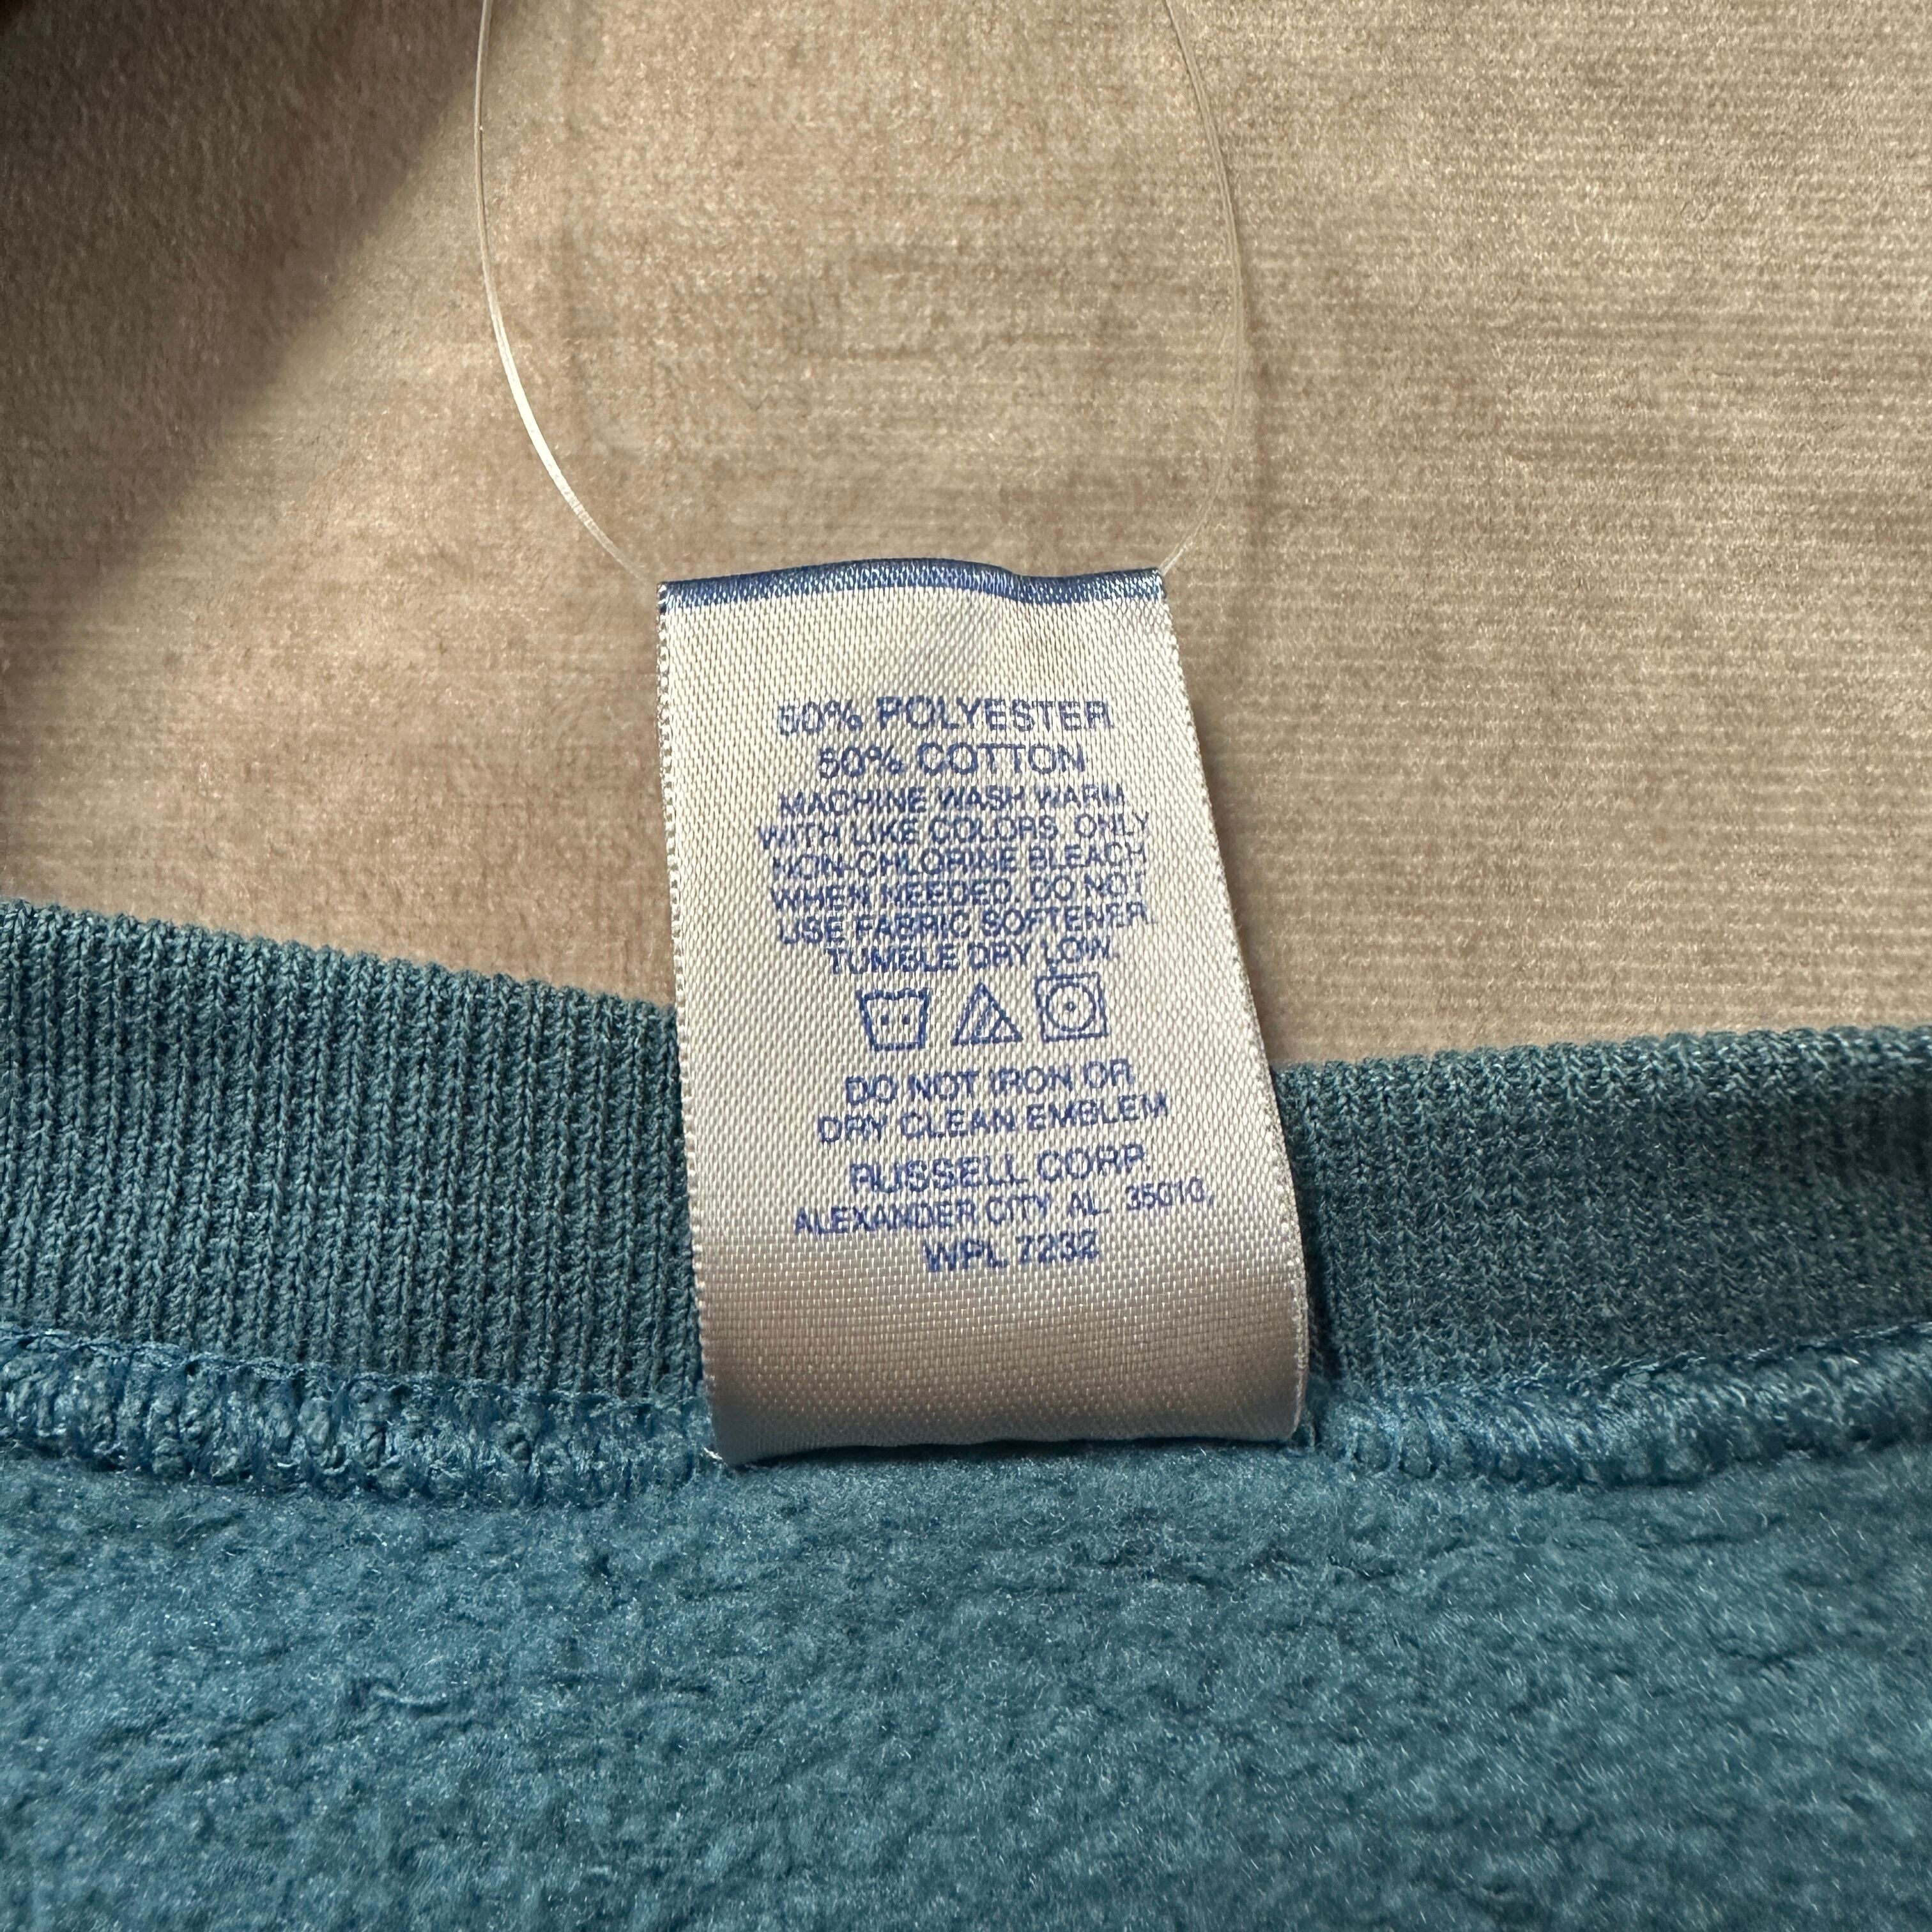 50% POLYESTER
50% COTTON
MACHINE WASH WARM
WITH LIKE COLORS. ONLY
NON-CHLORINE BLEACH
WHEN NEEDED. DO NOT
USE FABRIC SOFTENER.
TUMBLE DRY LOW.
DO NOT IRON OR
DRY CLEAN EMBLEM
RUSSELL CORP.
ALEXANDER CITY AL 35010,
WPL 7232